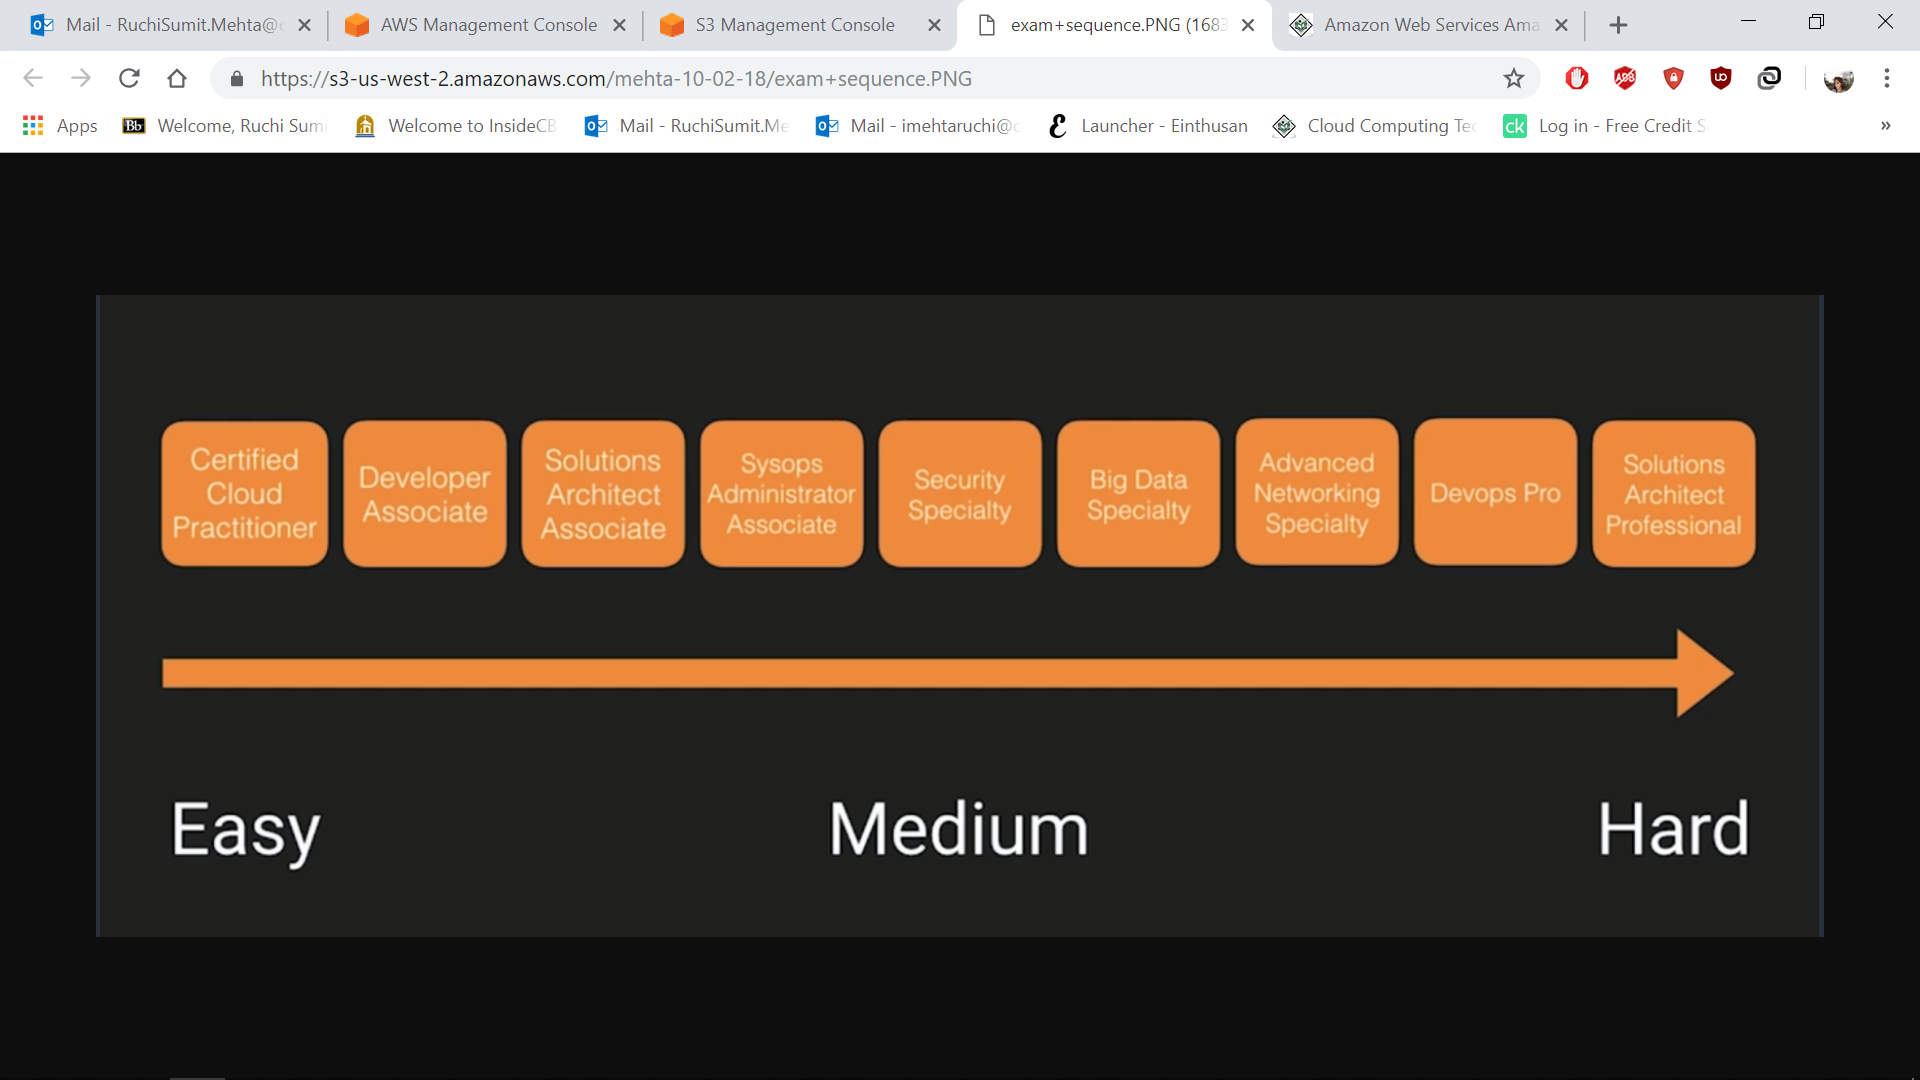 Mail - RuchiSumit.Mehta@
AWS Management Console
S3 Management Console
exam+sequence.PNG (1683
Amazon Web Services Ama
https://s3-us-west-2.amazonaws.com/mehta-10-02-18/exam+sequence.PNG
Apps
Bb Welcome, Ruchi Sumi
Welcome to InsideCB
Mail - RuchiSumit.Me
Mail - imehtaruchi@
Launcher - Einthusan
Cloud Computing Tec
ck Log in - Free Credit S
Certified
Cloud
Practitioner
Developer
Associate
Solutions
Architect
Associate
Sysops
Administrator
Associate
Security
Specialty
Big Data
Specialty
Advanced
Networking
Specialty
Devops Pro
Solutions
Architect
Professional
Easy
Medium
Hard